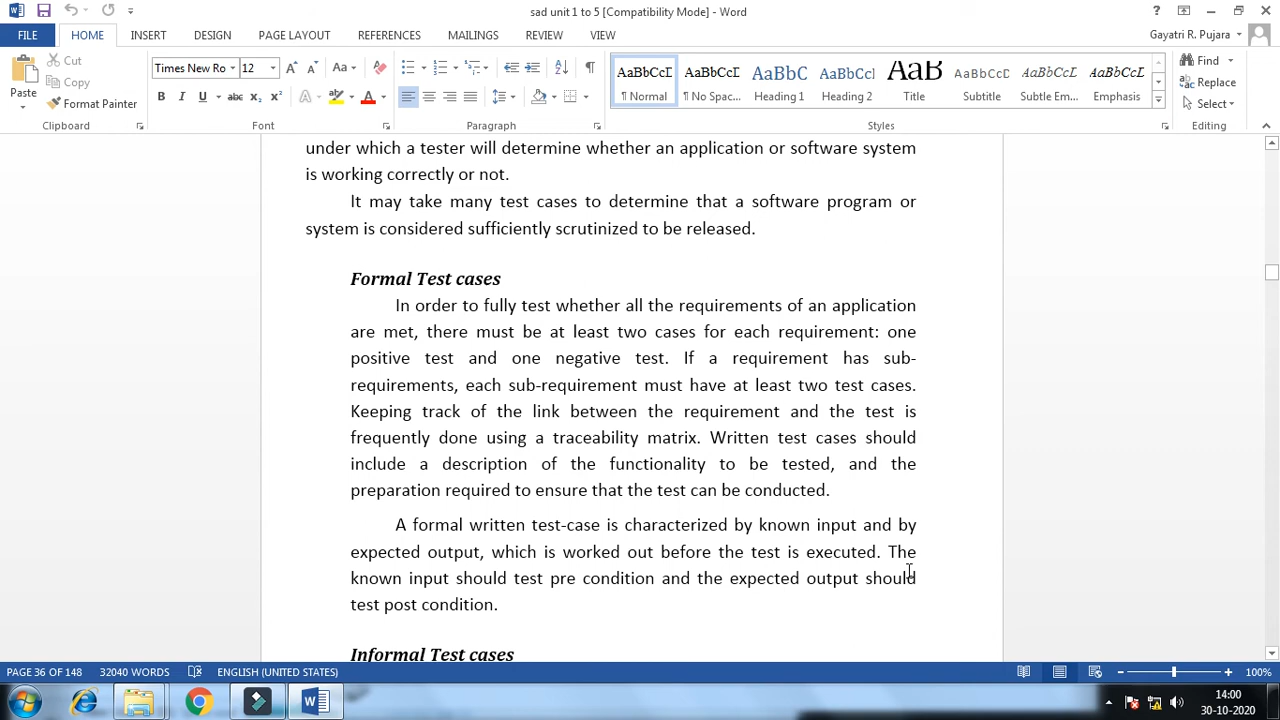 sad unit 1 to 5 [Compatibility Mode] - Word
FILE HOME INSERT DESIGN PAGE LAYOUT REFERENCES MAILINGS REVIEW VIEW Gayatri R. Pujara
Paste
Cut
Copy
Format Painter
Clipboard
Times New Ro 12
Font
Paragraph
AaBbCcI AaBbCcI AaBbC AaBbCcI AaB AaBbCcD AaBbCcDt AaBbCcL
¶ Normal ¶ No Spac... Heading 1 Heading 2 Title Subtitle Subtle Em... Emphasis
Styles
Find
Replace
Select
Editing
under which a tester will determine whether an application or software system
is working correctly or not.
It may take many test cases to determine that a software program or
system is considered sufficiently scrutinized to be released.
Formal Test cases
In order to fully test whether all the requirements of an application
are met, there must be at least two cases for each requirement: one
positive test and one negative test. If a requirement has sub-
requirements, each sub-requirement must have at least two test cases.
Keeping track of the link between the requirement and the test is
frequently done using a traceability matrix. Written test cases should
include a description of the functionality to be tested, and the
preparation required to ensure that the test can be conducted.
A formal written test-case is characterized by known input and by
expected output, which is worked out before the test is executed. The
known input should test pre condition and the expected output should
test post condition.
Informal Test cases
PAGE 36 OF 148 32040 WORDS ENGLISH (UNITED STATES) 100%
14:00
30-10-2020